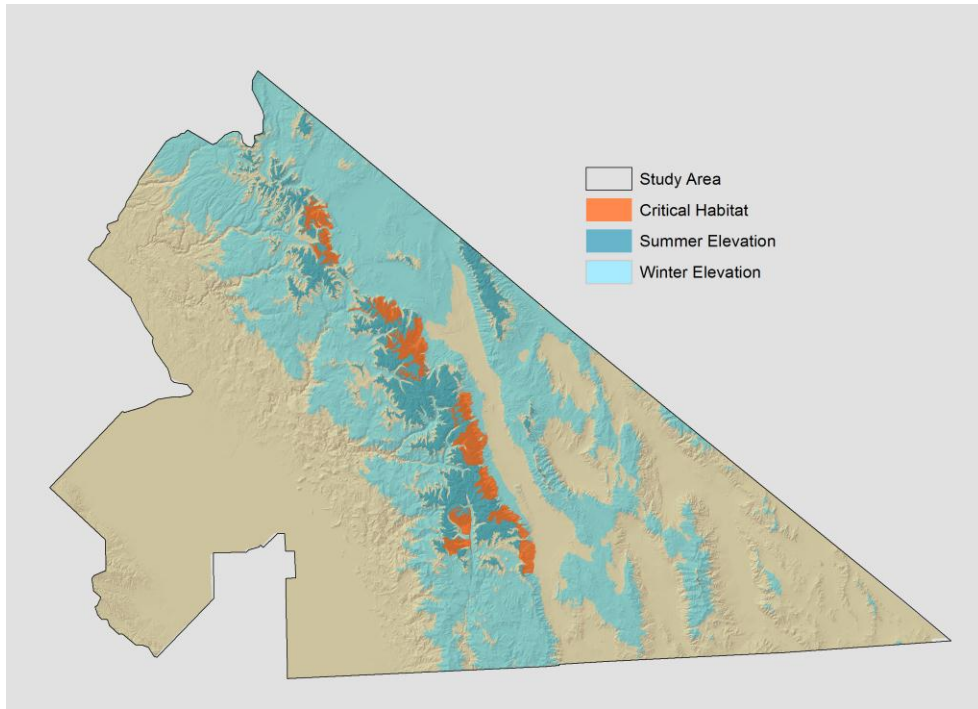 Study Area
Critical Habitat
Summer Elevation
Winter Elevation